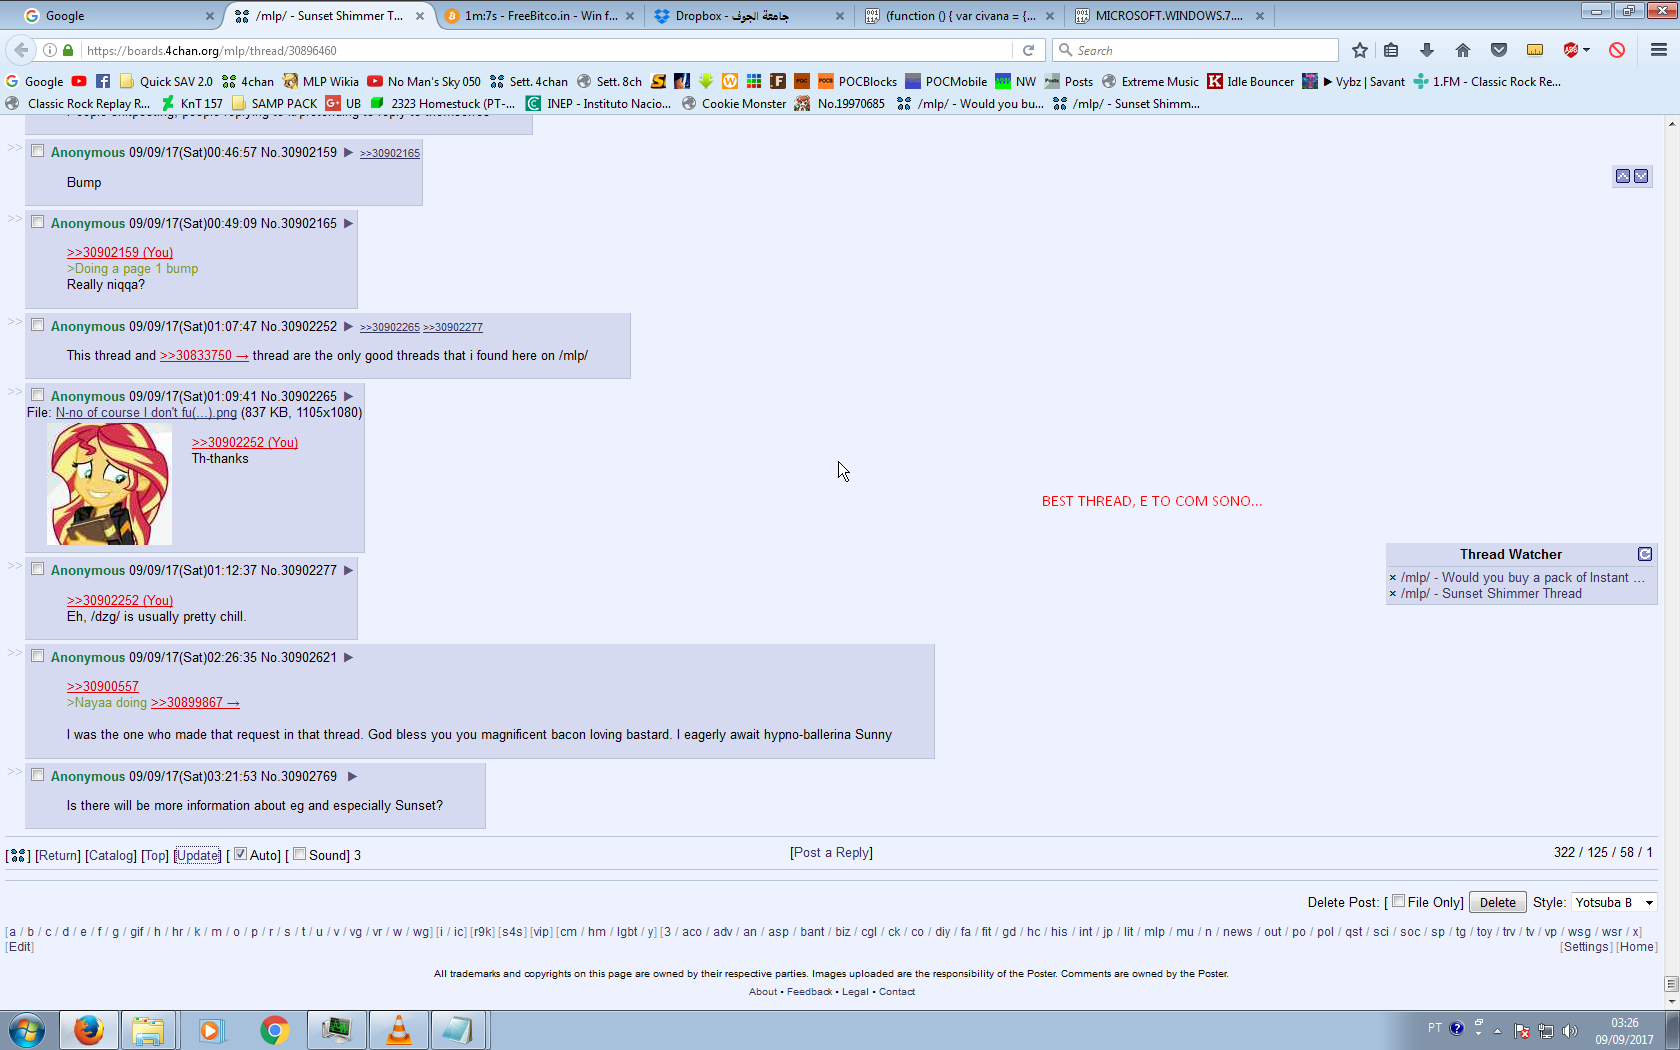 Google
/mlp/ - Sunset Shimmer T...
1m:7s - FreeBitco.in - Win f...
Dropbox - جامعة الجوف
(function () { var civana = {...
MICROSOFT.WINDOWS.7....
https://boards.4chan.org/mlp/thread/30896460
Search
Google
Quick SAV 2.0
4chan
MLP Wikia
No Man's Sky 050
Sett. 4chan
Sett. 8ch
POCBlocks
POCMobile
NW
Posts
Extreme Music
Idle Bouncer
Vybz | Savant
1.FM - Classic Rock Re...
Classic Rock Replay R...
KnT 157
SAMP PACK
UB
2323 Homestuck (PT-...
INEP - Instituto Nacio...
Cookie Monster
No.19970685
/mlp/ - Would you bu...
/mlp/ - Sunset Shimm...
>> Anonymous 09/09/17(Sat)00:46:57 No.30902159 ▶ >>30902165
Bump
>> Anonymous 09/09/17(Sat)00:49:09 No.30902165 ▶
>>30902159 (You)
>Doing a page 1 bump
Really niqqa?
>> Anonymous 09/09/17(Sat)01:07:47 No.30902252 ▶ >>30902265 >>30902277
This thread and >>30833750 → thread are the only good threads that i found here on /mlp/
>> Anonymous 09/09/17(Sat)01:09:41 No.30902265 ▶
File: N-no of course I don't fu(...).png (837 KB, 1105x1080)
>>30902252 (You)
Th-thanks
BEST THREAD, E TO COM SONO...
Thread Watcher
× /mlp/ - Would you buy a pack of Instant ...
× /mlp/ - Sunset Shimmer Thread
>> Anonymous 09/09/17(Sat)01:12:37 No.30902277 ▶
>>30902252 (You)
Eh, /dzg/ is usually pretty chill.
>> Anonymous 09/09/17(Sat)02:26:35 No.30902621 ▶
>>30900557
>Nayaa doing >>30899867 →
I was the one who made that request in that thread. God bless you you magnificent bacon loving bastard. I eagerly await hypno-ballerina Sunny
>> Anonymous 09/09/17(Sat)03:21:53 No.30902769 ▶
Is there will be more information about eg and especially Sunset?
[Return] [Catalog] [Top] [Update] [ Auto] [ Sound] 3
[Post a Reply]
322 / 125 / 58 / 1
Delete Post: [ File Only] Delete Style: Yotsuba B
[a / b / c / d / e / f / g / gif / h / hr / k / m / o / p / r / s / t / u / v / vg / vr / w / wg] [i / ic] [r9k] [s4s] [vip] [cm / hm / lgbt / y] [3 / aco / adv / an / asp / bant / biz / cgl / ck / co / diy / fa / fit / gd / hc / his / int / jp / lit / mlp / mu / n / news / out / po / pol / qst / sci / soc / sp / tg / toy / trv / tv / vp / wsg / wsr / x]
[Edit]
[Settings] [Home]
All trademarks and copyrights on this page are owned by their respective parties. Images uploaded are the responsibility of the Poster. Comments are owned by the Poster.
About • Feedback • Legal • Contact
PT
03:26
09/09/2017